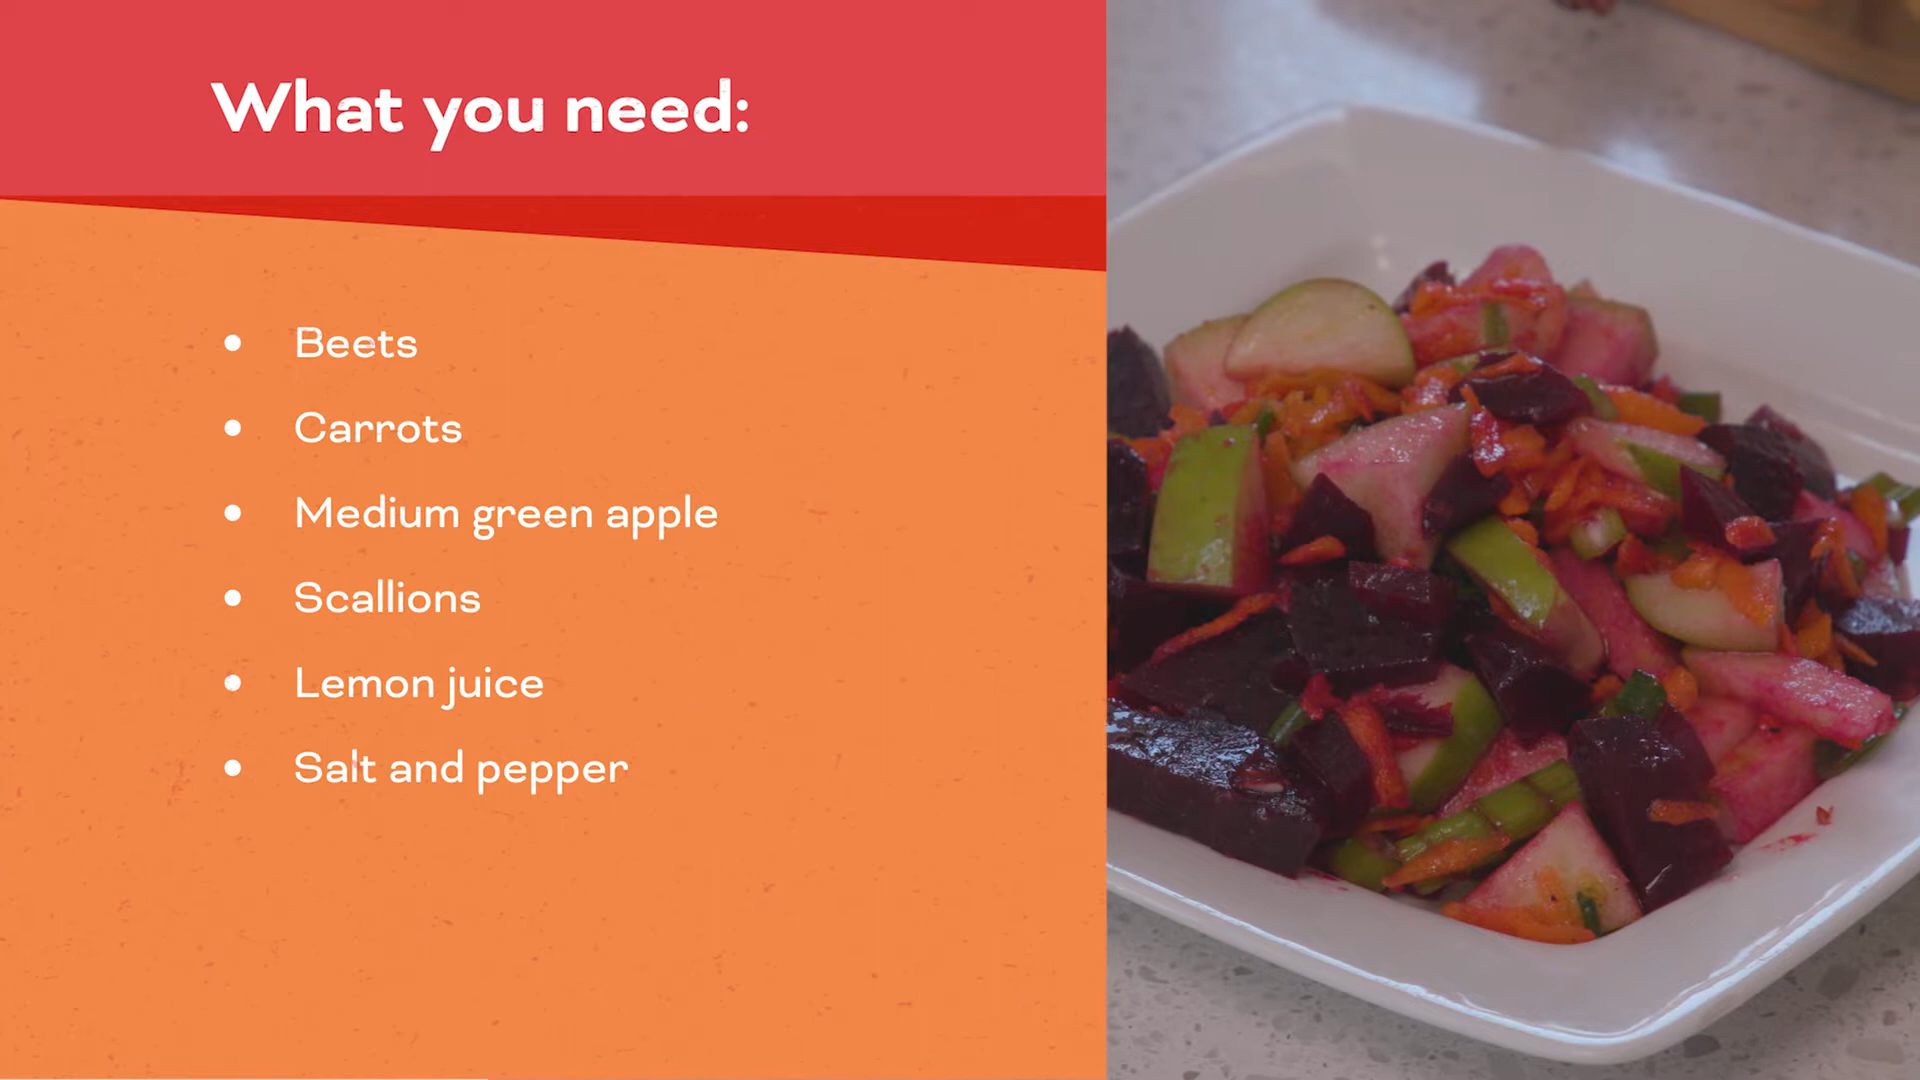 What you need:
• Beets
• Carrots
• Medium green apple
• Scallions
• Lemon juice
• Salt and pepper